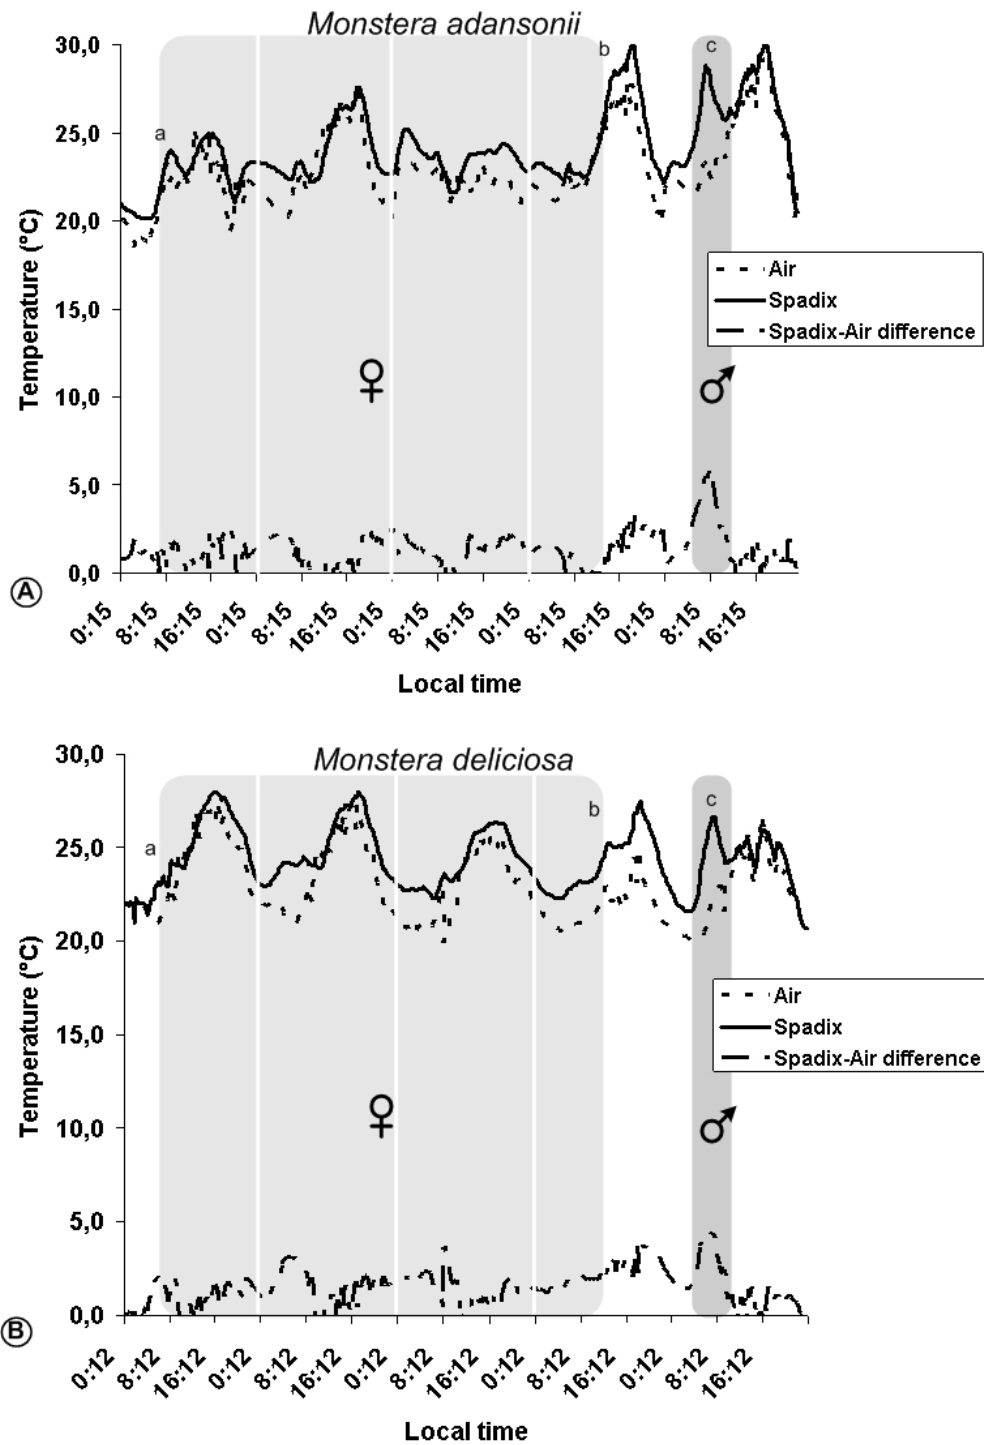 Monstera adansonii
30,0
25,0
20,0
15,0
10,0
5,0
0,0
Temperature (°C)
a
b
c
Air
Spadix
Spadix-Air difference
♀
♂
A
0:15
8:15
16:15
0:15
8:15
16:15
0:15
8:15
16:15
0:15
8:15
16:15
0:15
8:15
16:15
Local time
Monstera deliciosa
30,0
25,0
20,0
15,0
10,0
5,0
0,0
Temperature (°C)
a
b
c
Air
Spadix
Spadix-Air difference
♀
♂
B
0:12
8:12
16:12
0:12
8:12
16:12
0:12
8:12
16:12
0:12
8:12
16:12
0:12
8:12
16:12
Local time